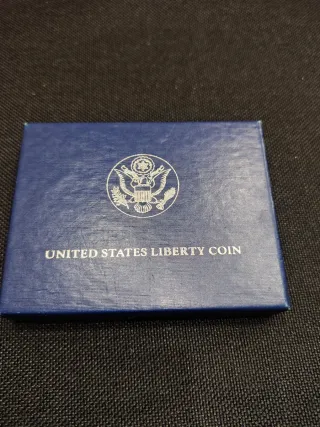 UNITED STATES LIBERTY COIN